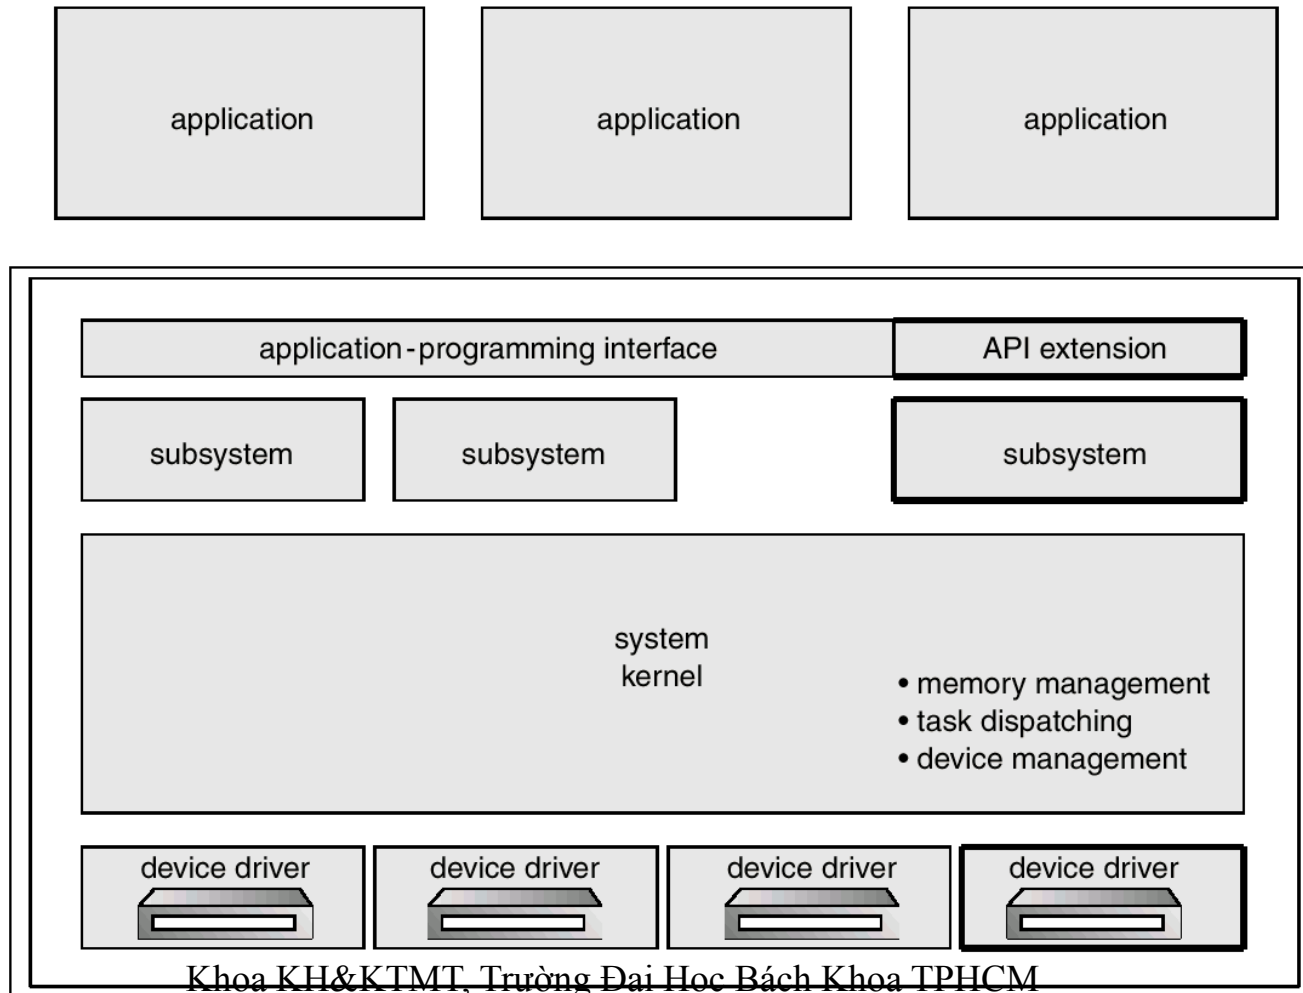 application
application
application
application-programming interface
API extension
subsystem
subsystem
subsystem
system
kernel
• memory management
• task dispatching
• device management
device driver
device driver
device driver
device driver
Khoa KH&KTMT, Trường Đại Học Bách Khoa TPHCM